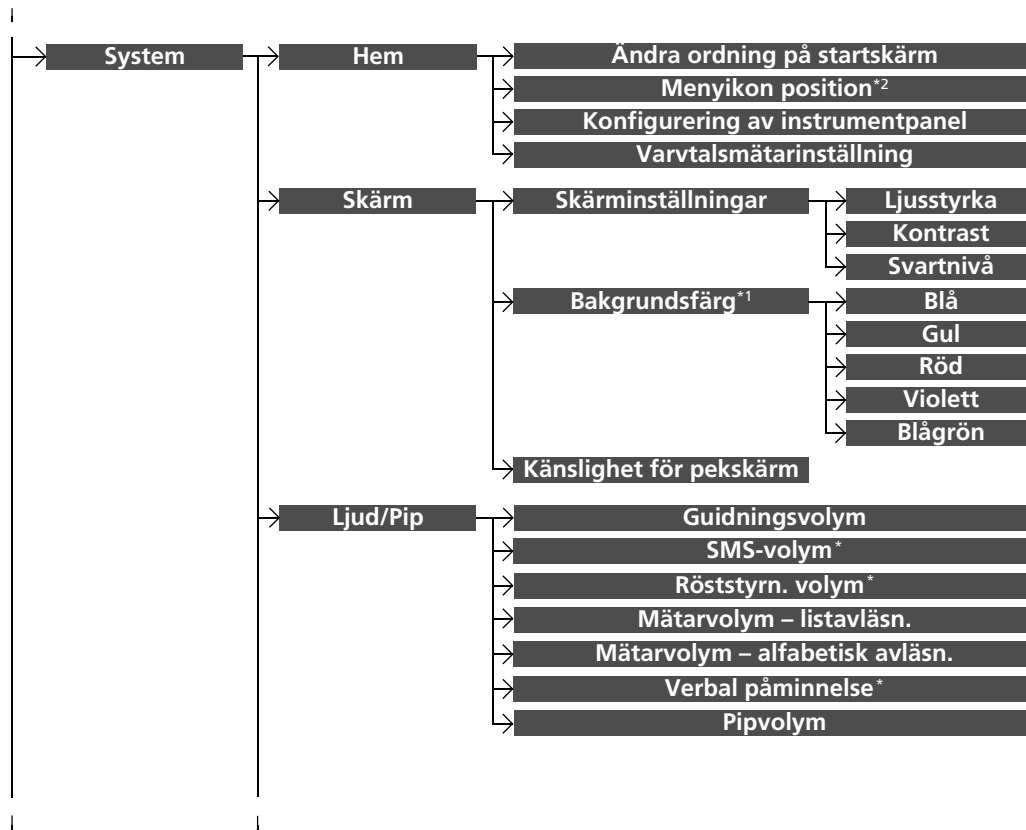 System
Hem
Ändra ordning på startskärm
Menyikon position*2
Konfigurering av instrumentpanel
Varvtalsmätarinställning
Skärm
Skärminställningar
Ljusstyrka
Kontrast
Svartnivå
Bakgrundsfärg*1
Blå
Gul
Röd
Violett
Blågrön
Känslighet för pekskärm
Ljud/Pip
Guidningsvolym
SMS-volym*
Röststyrn. volym*
Mätarvolym – listavläsn.
Mätarvolym – alfabetisk avläsn.
Verbal påminnelse*
Pipvolym